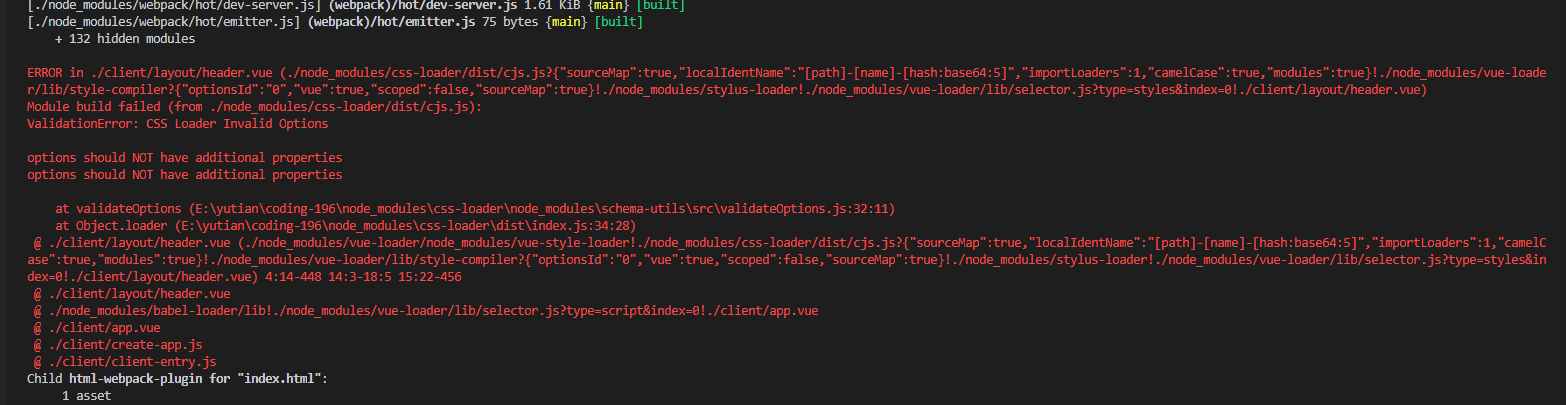 [./node_modules/webpack/hot/dev-server.js] (webpack)/hot/dev-server.js 1.61 KiB {main} [built]
[./node_modules/webpack/hot/emitter.js] (webpack)/hot/emitter.js 75 bytes {main} [built]
+ 132 hidden modules
ERROR in ./client/layout/header.vue (./node_modules/css-loader/dist/cjs.js?{"sourceMap":true,"localIdentName":"[path]-[name]-[hash:base64:5]","importLoaders":1,"camelCase":true,"modules":true}!./node_modules/vue-loade
r/lib/style-compiler?{"optionsId":"0","vue":true,"scoped":false,"sourceMap":true}!./node_modules/stylus-loader!./node_modules/vue-loader/lib/selector.js?type=styles&index=0!./client/layout/header.vue)
Module build failed (from ./node_modules/css-loader/dist/cjs.js):
ValidationError: CSS Loader Invalid Options
options should NOT have additional properties
options should NOT have additional properties
at validateOptions (E:\yutian\coding-196\node_modules\css-loader\node_modules\schema-utils\src\validateOptions.js:32:11)
at Object.loader (E:\yutian\coding-196\node_modules\css-loader\dist\index.js:34:28)
@ ./client/layout/header.vue (./node_modules/vue-loader/node_modules/vue-style-loader!./node_modules/css-loader/dist/cjs.js?{"sourceMap":true,"localIdentName":"[path]-[name]-[hash:base64:5]","importLoaders":1,"camelC
ase":true,"modules":true}!./node_modules/vue-loader/lib/style-compiler?{"optionsId":"0","vue":true,"scoped":false,"sourceMap":true}!./node_modules/stylus-loader!./node_modules/vue-loader/lib/selector.js?type=styles&in
dex=0!./client/layout/header.vue) 4:14-448 14:3-18:5 15:22-456
@ ./client/layout/header.vue
@ ./node_modules/babel-loader/lib!./node_modules/vue-loader/lib/selector.js?type=script&index=0!./client/app.vue
@ ./client/app.vue
@ ./client/create-app.js
@ ./client/client-entry.js
Child html-webpack-plugin for "index.html":
1 asset